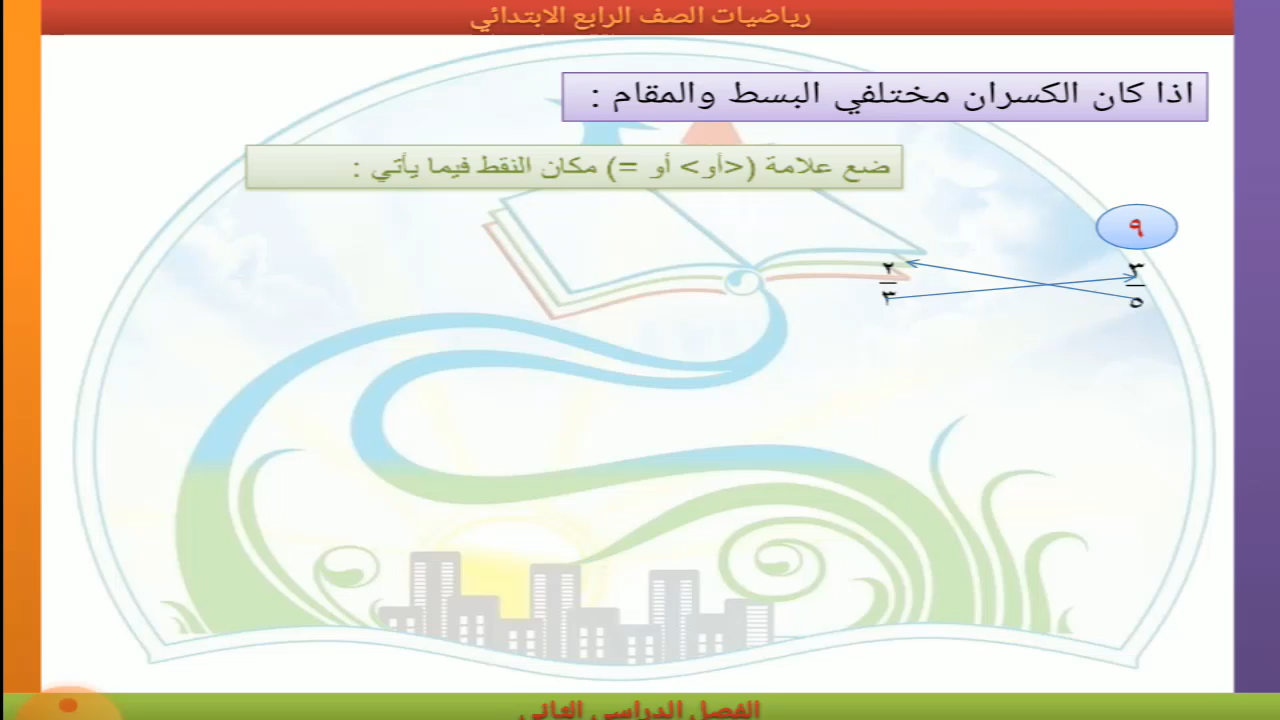 رياضيات الصف الرابع الابتدائي
اذا كان الكسران مختلفي البسط والمقام :
ضع علامة (<أو> أو =) مكان النقط فيما يأتي :
٩
٣ ٢
٥ ٣
الفصل الدراسي الثاني